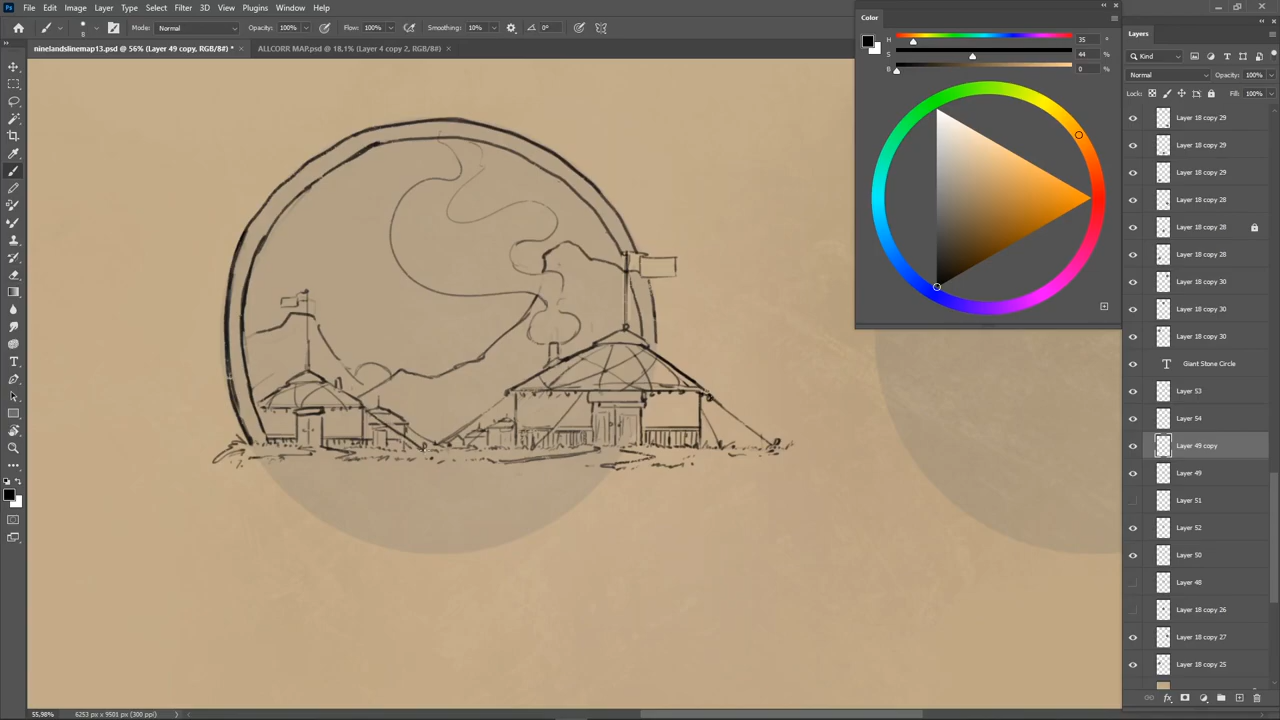 File Edit Image Layer Type Select Filter 3D View Plugins Window Help
Mode: Normal Opacity: 100% Flow: 100% Smoothing: 10% 0°
ninelandslinemap13.psd @ 56% (Layer 49 copy, RGB/8#) * ALLCORR MAP.psd @ 18,1% (Layer 4 copy 2, RGB/8#)
Color
H 35 °
S 44 %
B 0 %
Layers
Kind
Normal Opacity: 100%
Lock: Fill: 100%
Layer 18 copy 29
Layer 18 copy 29
Layer 18 copy 29
Layer 18 copy 28
Layer 18 copy 28
Layer 18 copy 28
Layer 18 copy 30
Layer 18 copy 30
Layer 18 copy 30
Giant Stone Circle
Layer 53
Layer 54
Layer 49 copy
Layer 49
Layer 51
Layer 52
Layer 50
Layer 48
Layer 18 copy 26
Layer 18 copy 27
Layer 18 copy 25
55,98% 6253 px x 9501 px (300 ppi)